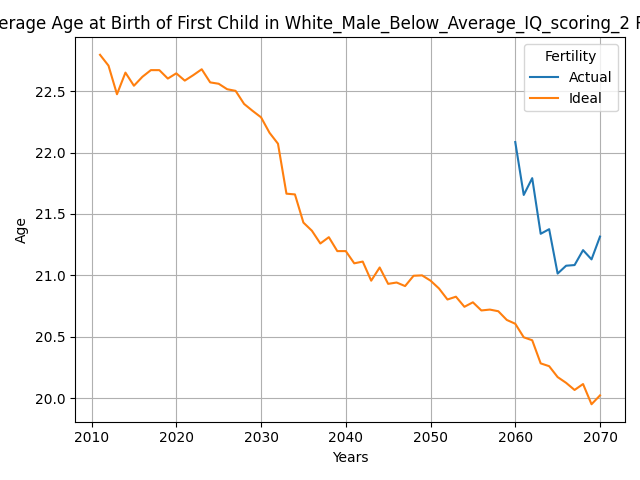 erage Age at Birth of First Child in White_Male_Below_Average_IQ_scoring_2
Fertility
Actual
Ideal
Age
22.5
22.0
21.5
21.0
20.5
20.0
2010 2020 2030 2040 2050 2060 2070
Years